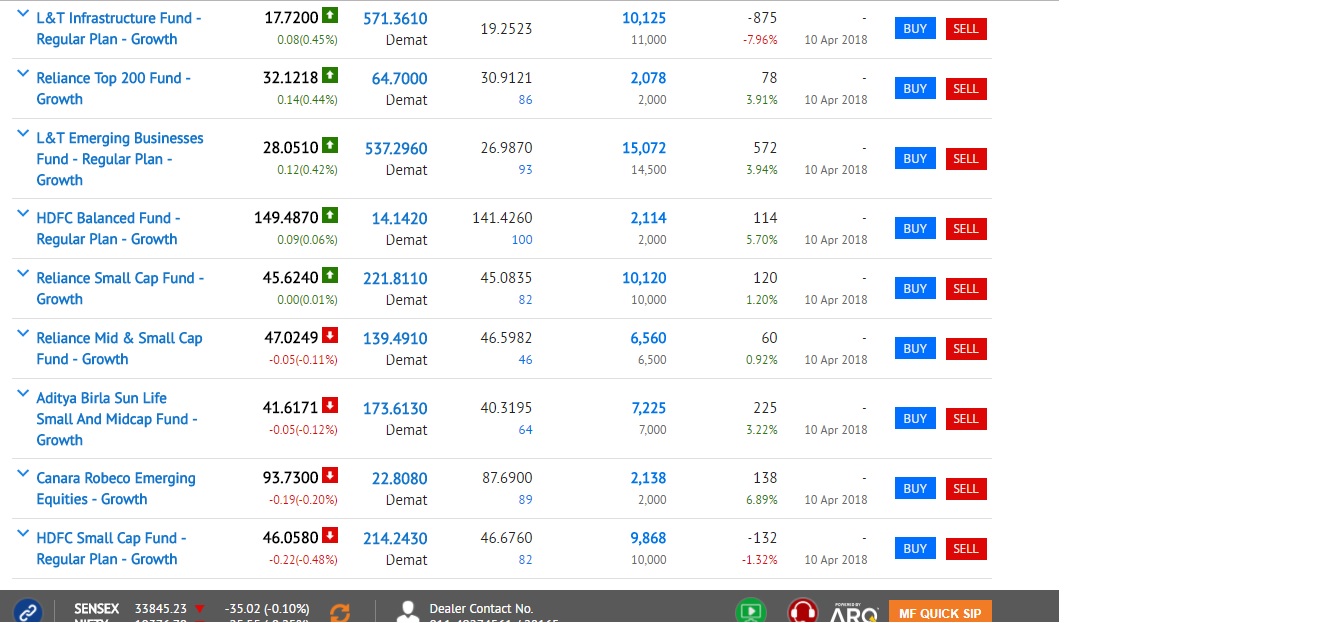 L&T Infrastructure Fund - 17.7200 571.3610 19.2523 10,125 -875 - BUY SELL
Regular Plan - Growth 0.08(0.45%) Demat 11,000 -7.96% 10 Apr 2018
Reliance Top 200 Fund - 32.1218 64.7000 30.9121 2,078 78 - BUY SELL
Growth 0.14(0.44%) Demat 86 2,000 3.91% 10 Apr 2018
L&T Emerging Businesses
Fund - Regular Plan - 28.0510 537.2960 26.9870 15,072 572 - BUY SELL
Growth 0.12(0.42%) Demat 93 14,500 3.94% 10 Apr 2018
HDFC Balanced Fund - 149.4870 14.1420 141.4260 2,114 114 - BUY SELL
Regular Plan - Growth 0.09(0.06%) Demat 100 2,000 5.70% 10 Apr 2018
Reliance Small Cap Fund - 45.6240 221.8110 45.0835 10,120 120 - BUY SELL
Growth 0.00(0.01%) Demat 82 10,000 1.20% 10 Apr 2018
Reliance Mid & Small Cap 47.0249 139.4910 46.5982 6,560 60 - BUY SELL
Fund - Growth -0.05(-0.11%) Demat 46 6,500 0.92% 10 Apr 2018
Aditya Birla Sun Life
Small And Midcap Fund - 41.6171 173.6130 40.3195 7,225 225 - BUY SELL
Growth -0.05(-0.12%) Demat 64 7,000 3.22% 10 Apr 2018
Canara Robeco Emerging 93.7300 22.8080 87.6900 2,138 138 - BUY SELL
Equities - Growth -0.19(-0.20%) Demat 89 2,000 6.89% 10 Apr 2018
HDFC Small Cap Fund - 46.0580 214.2430 46.6760 9,868 -132 - BUY SELL
Regular Plan - Growth -0.22(-0.48%) Demat 82 10,000 -1.32% 10 Apr 2018
SENSEX 33845.23 -35.02 (-0.10%) Dealer Contact No. POWERED BY ARQ MF QUICK SIP